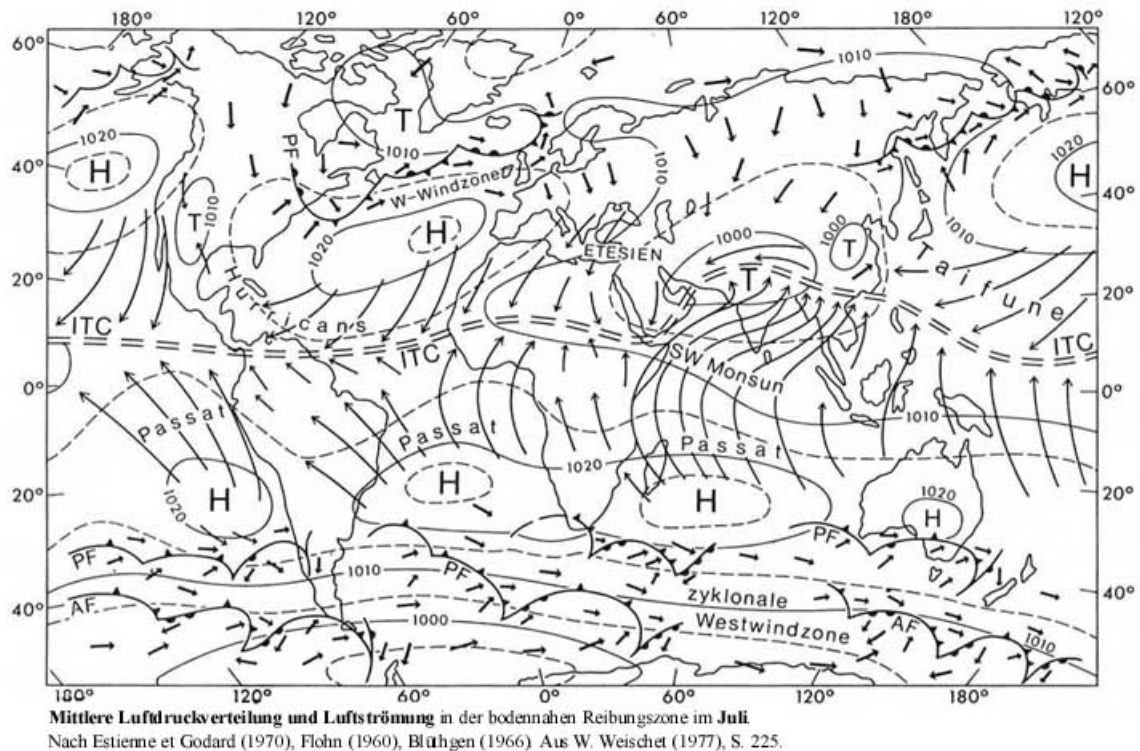 180° 120° 60° 0° 60° 120° 180° 120°
60°
1010
60°
T
PF
1010
1020
1020
40°
H
W-Windzone
1010
H
40°
T
1010
H
1020
ETESIEN
1000
1000
T
T
1010
Taifune
20°
Hurricans
20°
ITC
ITC
SW Monsun
ITC
0°
0°
Passat
Passat
Passat
1010
1020
20°
H
1020
H
H
1020
H
20°
PF
1010
PF
PF
zyklonale
40°
AF
1000
Westwindzone
AF
1010
40°
180° 120° 60° 0° 60° 120° 180°
Mittlere Luftdruckverteilung und Luftströmung in der bodennahen Reibungszone im Juli.
Nach Estienne et Godard (1970), Flohn (1960), Blüthgen (1966). Aus W. Weischet (1977), S. 225.